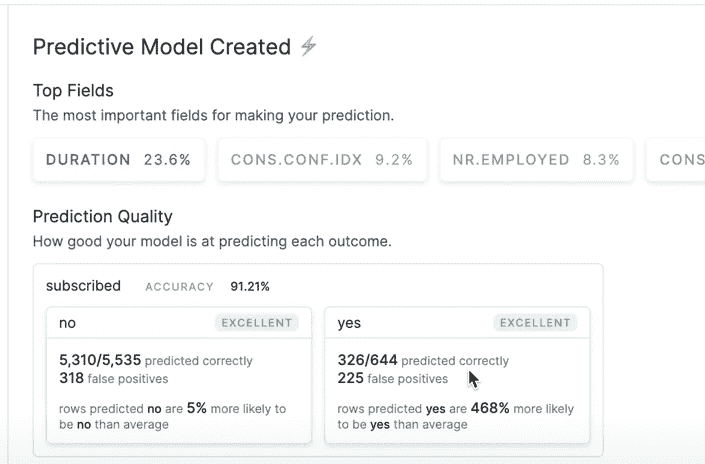 Predictive Model Created
Top Fields
The most important fields for making your prediction.
DURATION 23.6% CONS.CONF.IDX 9.2% NR.EMPLOYED 8.3% CONS
Prediction Quality
How good your model is at predicting each outcome.
subscribed ACCURACY 91.21%
no EXCELLENT
5,310/5,535 predicted correctly
318 false positives
rows predicted no are 5% more likely to
be no than average
yes EXCELLENT
326/644 predicted correctly
225 false positives
rows predicted yes are 468% more likely
to be yes than average